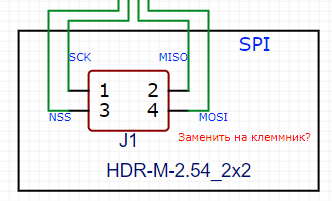 SPI
SCK MISO
1 2
3 4
NSS MOSI
J1
Заменить на клеммник?
HDR-M-2.54_2x2